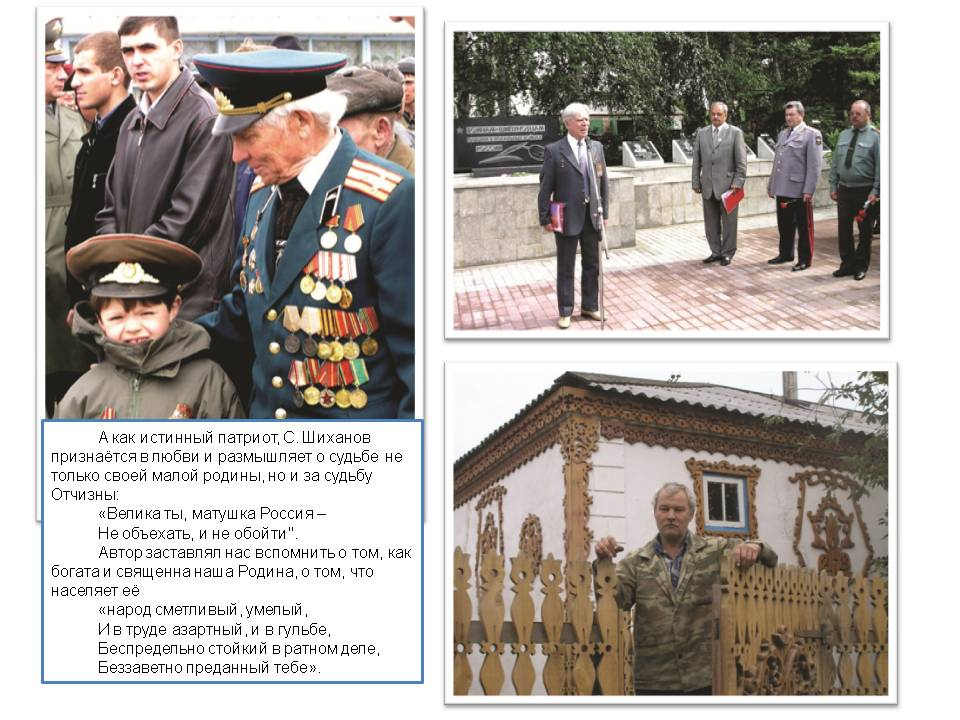 А как истинный патриот, С. Шиханов
признаётся в любви и размышляет о судьбе не
только своей малой родины, но и за судьбу
Отчизны:
«Велика ты, матушка Россия –
Не объехать, и не обойти".
Автор заставлял нас вспомнить о том, как
богата и священна наша Родина, о том, что
населяет её
«народ сметливый, умелый,
И в труде азартный, и в гульбе,
Беспредельно стойкий в ратном деле,
Беззаветно преданный тебе».